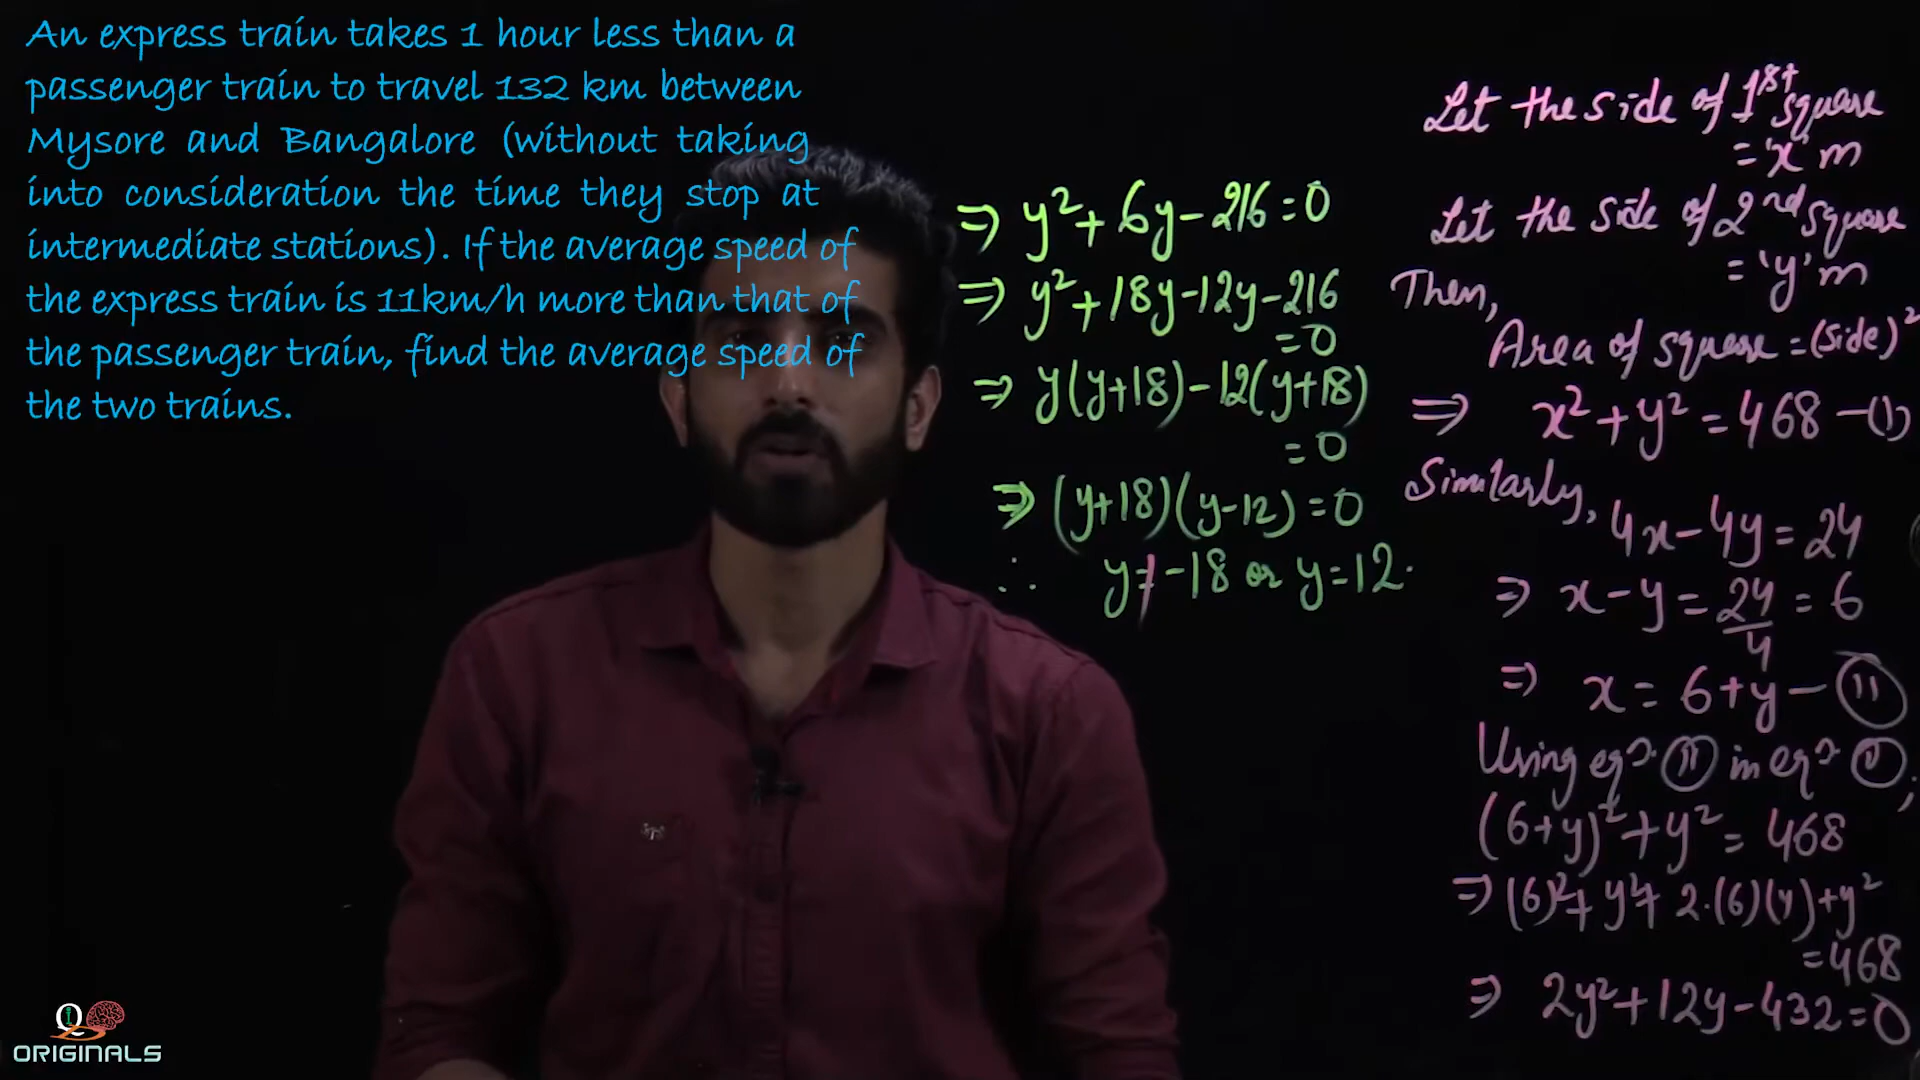 An express train takes 1 hour less than a
passenger train to travel 132 km between
Mysore and Bangalore (without taking
into consideration the time they stop at
intermediate stations). If the average speed of
the express train is 11km/h more than that of
the passenger train, find the average speed of
the two trains.
⇒ y²+6y-216=0
⇒ y²+18y-12y-216
=0
⇒ y(y+18)-12(y+18)
=0
⇒ (y+18)(y-12)=0
∴ y≠-18 or y=12.
Let the side of 1st square
='x' m
Let the side of 2nd square
='y' m
Then,
Area of square =(side)²
⇒ x²+y²=468-(1)
Similarly,
4x-4y=24
⇒ x-y=24/4=6
⇒ x=6+y-(11)
Using eqn. (11) in eqn (1),
(6+y)²+y²=468
⇒(6)²+y²+2.(6)(y)+y²
=468
⇒ 2y²+12y-432=0
ORIGINALS